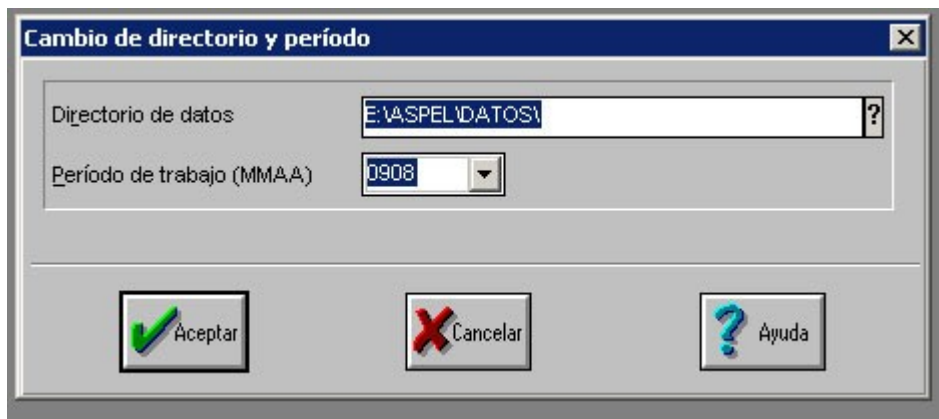 Cambio de directorio y período
Directorio de datos E:\ASPEL\DATOS\ ?
Período de trabajo (MMAA) 0908
Aceptar Cancelar Ayuda